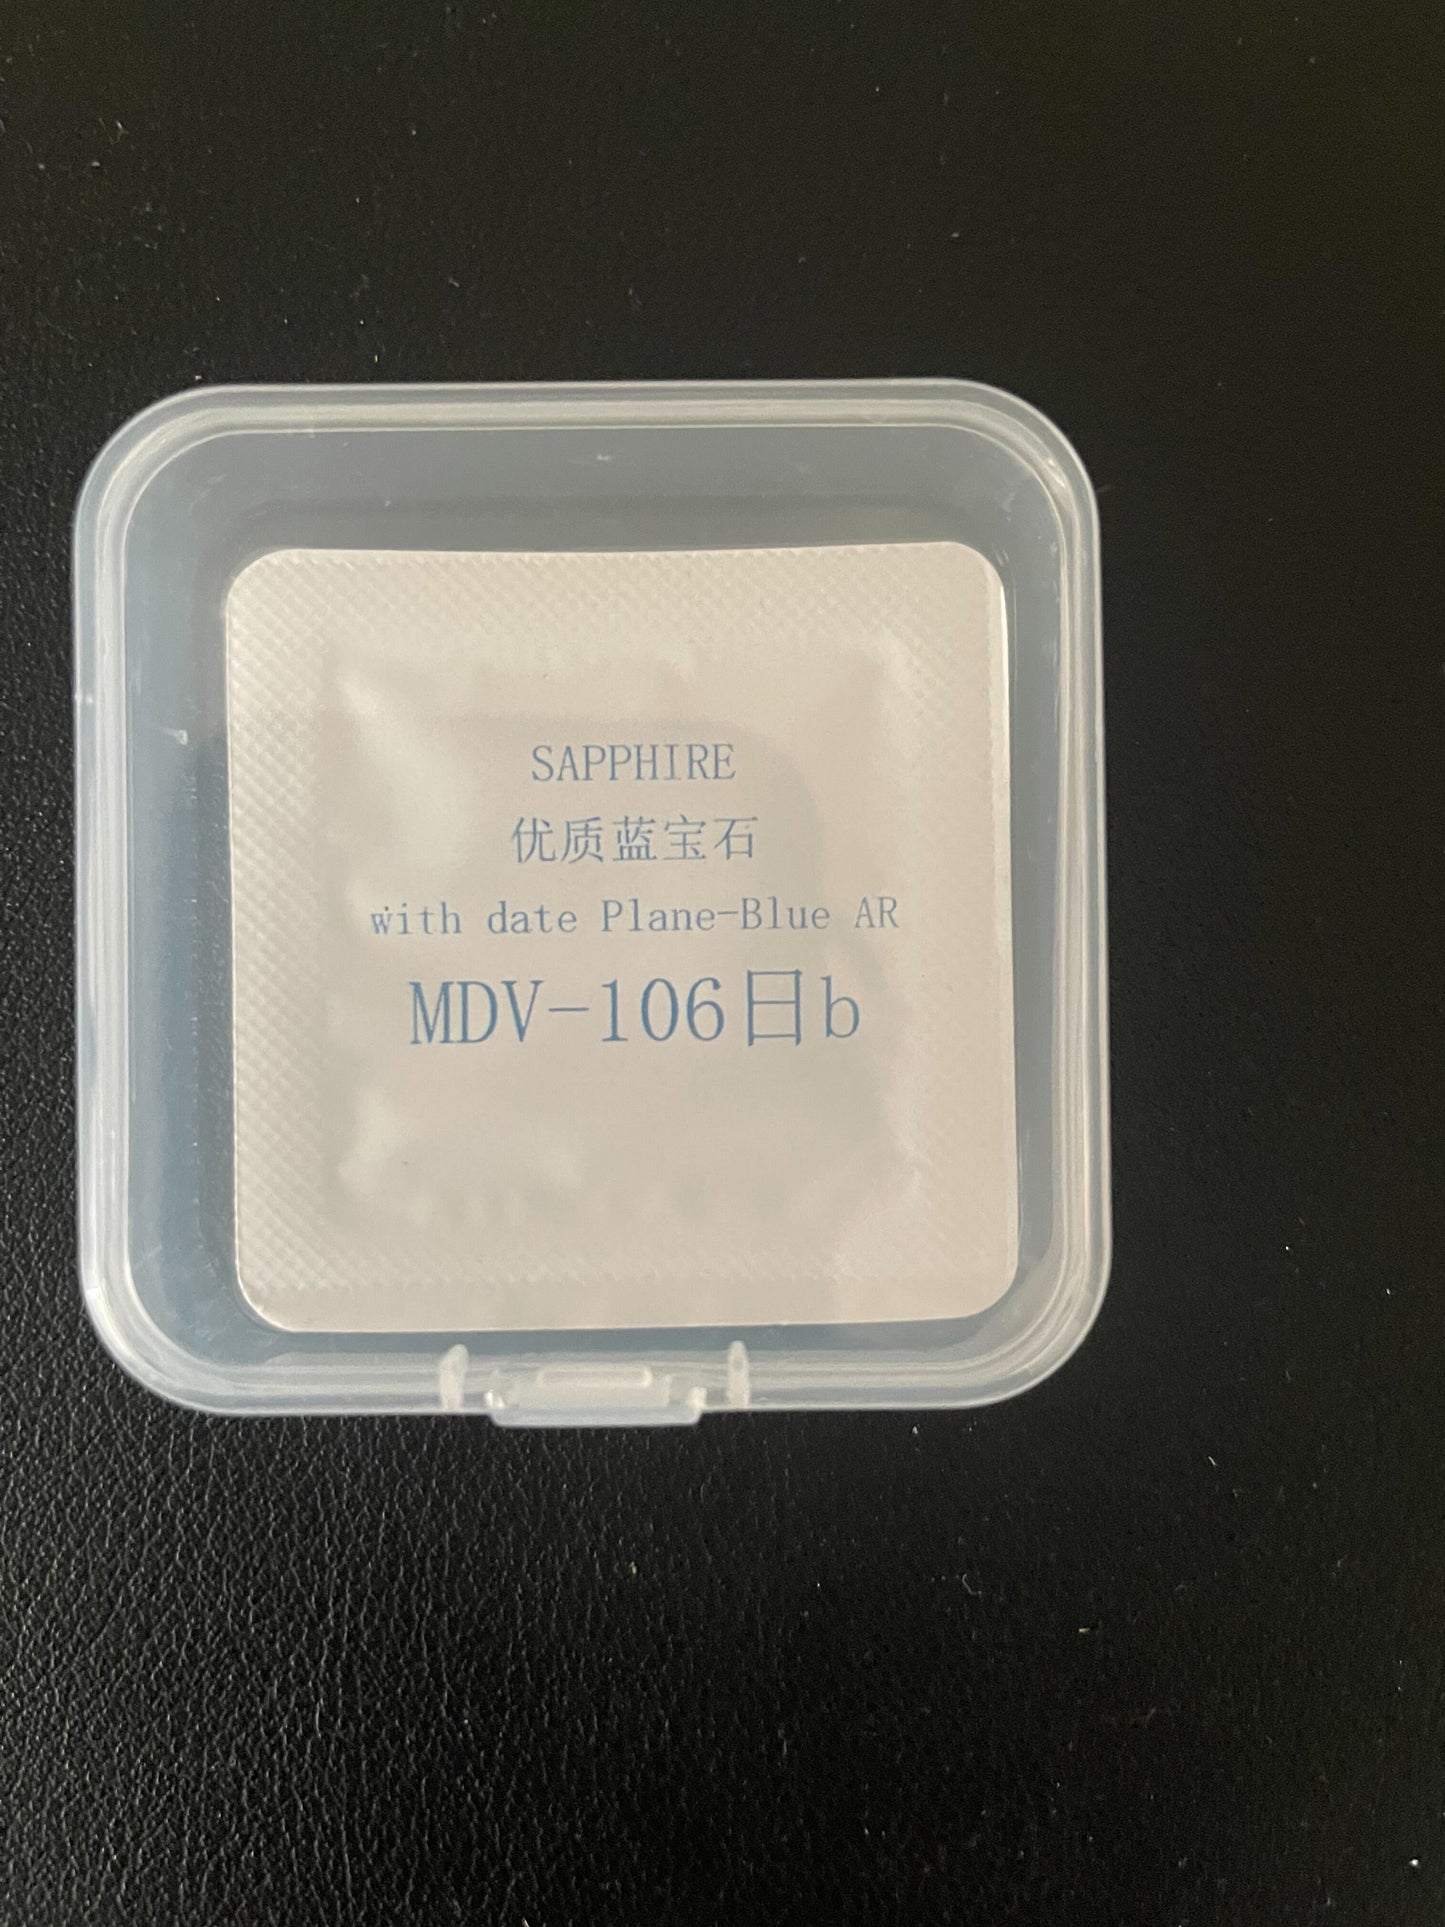 SAPPHIRE
优质蓝宝石
with date Plane-Blue AR
MDV-106日b